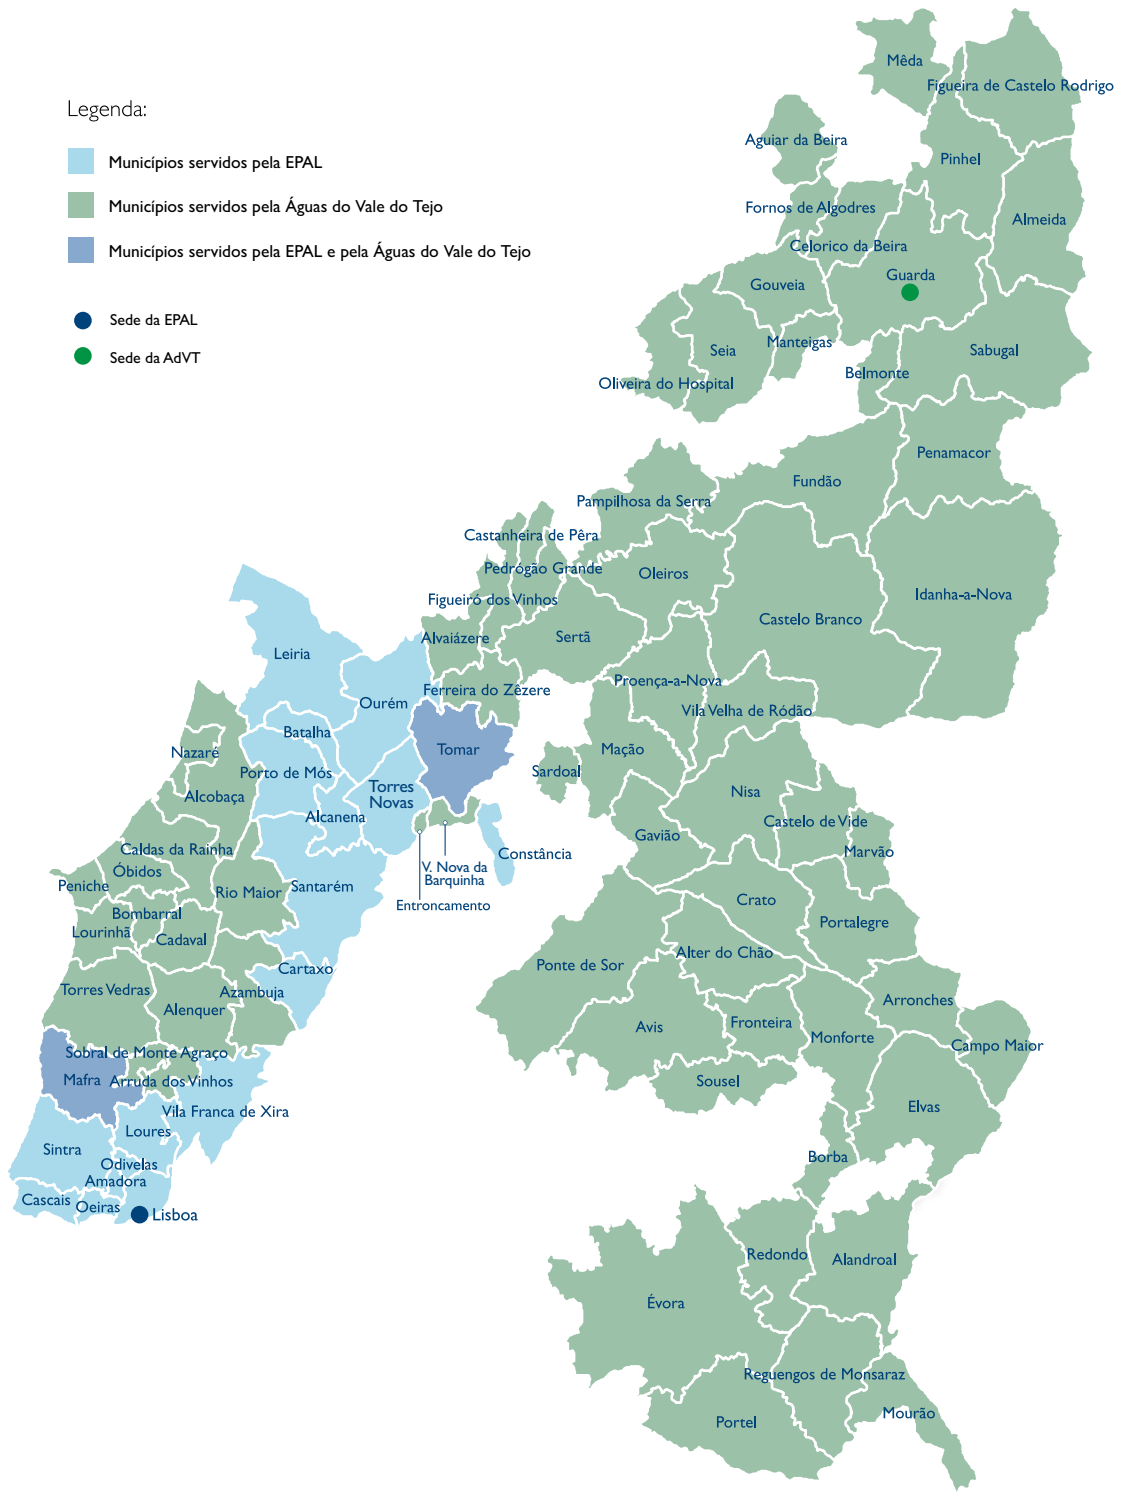 Legenda:
Municípios servidos pela EPAL
Municípios servidos pela Águas do Vale do Tejo
Municípios servidos pela EPAL e pela Águas do Vale do Tejo
Sede da EPAL
Sede da AdVT
Mêda
Figueira de Castelo Rodrigo
Aguiar da Beira
Pinhel
Fornos de Algodres
Almeida
Celorico da Beira
Guarda
Gouveia
Manteigas
Seia
Sabugal
Belmonte
Oliveira do Hospital
Penamacor
Fundão
Pampilhosa da Serra
Castanheira de Pêra
Pedrógão Grande
Oleiros
Idanha-a-Nova
Figueiró dos Vinhos
Castelo Branco
Alvaiázere
Sertã
Leiria
Proença-a-Nova
Ferreira do Zêzere
Ourém
Vila Velha de Ródão
Batalha
Nazaré
Tomar
Mação
Porto de Mós
Sardoal
Torres
Novas
Nisa
Alcobaça
Alcanena
Castelo de Vide
Gavião
Marvão
Caldas da Rainha
Constância
V. Nova da
Barquinha
Óbidos
Peniche
Rio Maior
Santarém
Entroncamento
Crato
Bombarral
Portalegre
Lourinhã
Cadaval
Alter do Chão
Ponte de Sor
Cartaxo
Torres Vedras
Azambuja
Arronches
Alenquer
Fronteira
Avis
Monforte
Campo Maior
Sobral de Monte Agraço
Mafra
Arruda dos Vinhos
Sousel
Elvas
Vila Franca de Xira
Loures
Sintra
Borba
Odivelas
Amadora
Cascais
Oeiras
Lisboa
Redondo
Alandroal
Évora
Reguengos de Monsaraz
Mourão
Portel